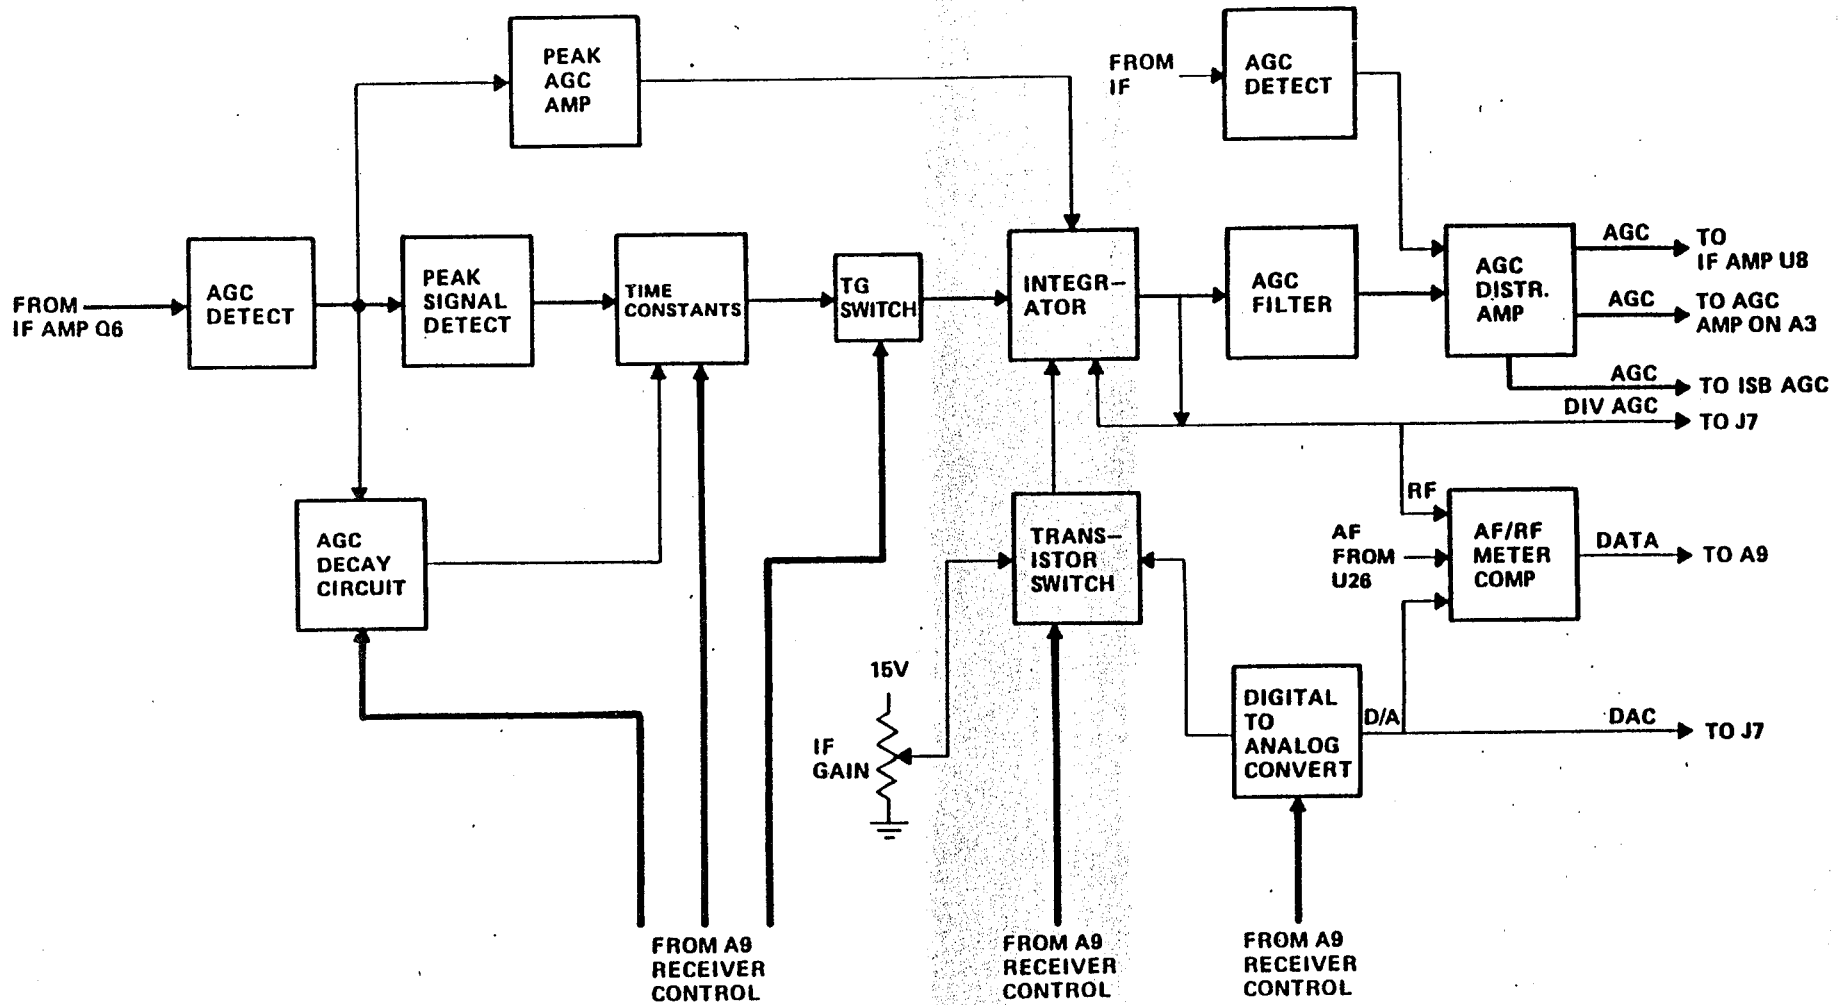 PEAK
AGC
AMP
FROM
IF
AGC
DETECT
FROM
IF AMP Q6
AGC
DETECT
PEAK
SIGNAL
DETECT
TIME
CONSTANTS
TG
SWITCH
INTEGR–
ATOR
AGC
FILTER
AGC
DISTR.
AMP
AGC
TO
IF AMP U8
AGC
TO AGC
AMP ON A3
AGC
TO ISB AGC
DIV AGC
TO J7
AGC
DECAY
CIRCUIT
TRANS–
ISTOR
SWITCH
RF
AF
FROM
U26
AF/RF
METER
COMP
DATA
TO A9
15V
IF
GAIN
DIGITAL
TO
ANALOG
CONVERT
D/A
DAC
TO J7
FROM A9
RECEIVER
CONTROL
FROM A9
RECEIVER
CONTROL
FROM A9
RECEIVER
CONTROL